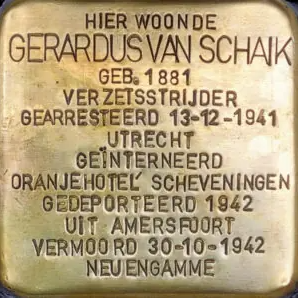 HIER WOONDE
GERARDUS VAN SCHAIK
GEB. 1881
VERZETSSTRIJDER
GEARRESTEERD 13-12-1941
UTRECHT
GEÏNTERNEERD
ORANJEHOTEL' SCHEVENINGEN
GEDEPORTEERD 1942
UIT AMERSFOORT
VERMOORD 30-10-1942
NEUENGAMME